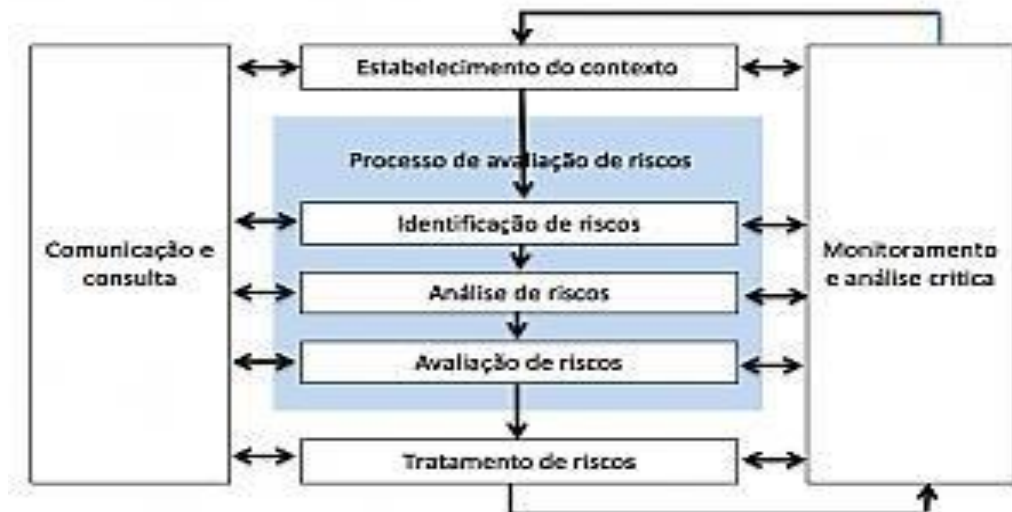 Estabelecimento do contexto
Processo de avaliação de riscos
Identificação de riscos
Comunicação e
consulta
Monitoramento
e análise crítica
Análise de riscos
Avaliação de riscos
Tratamento de riscos